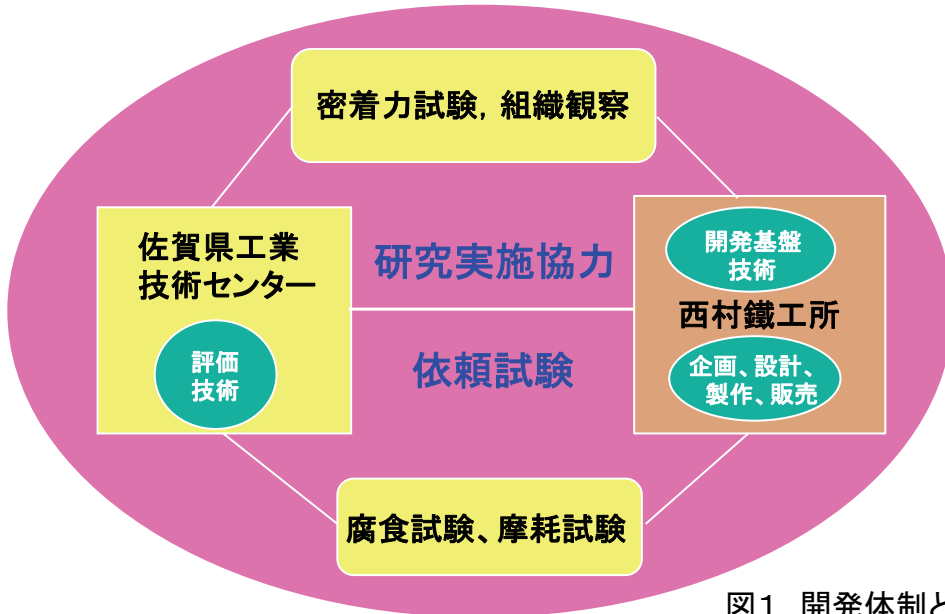 密着力試験，組織観察
佐賀県工業
技術センター
評価
技術
研究実施協力
依頼試験
開発基盤
技術
西村鐵工所
企画、設計、
製作、販売
腐食試験、摩耗試験
図１ 開発体制と